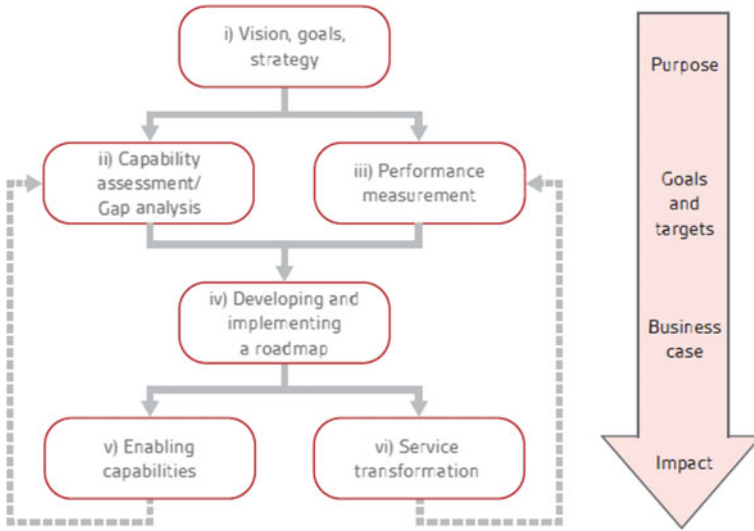 i) Vision, goals,
strategy
ii) Capability
assessment/
Gap analysis
iii) Performance
measurement
iv) Developing and
implementing
a roadmap
v) Enabling
capabilities
vi) Service
transformation
Purpose
Goals
and
targets
Business
case
Impact